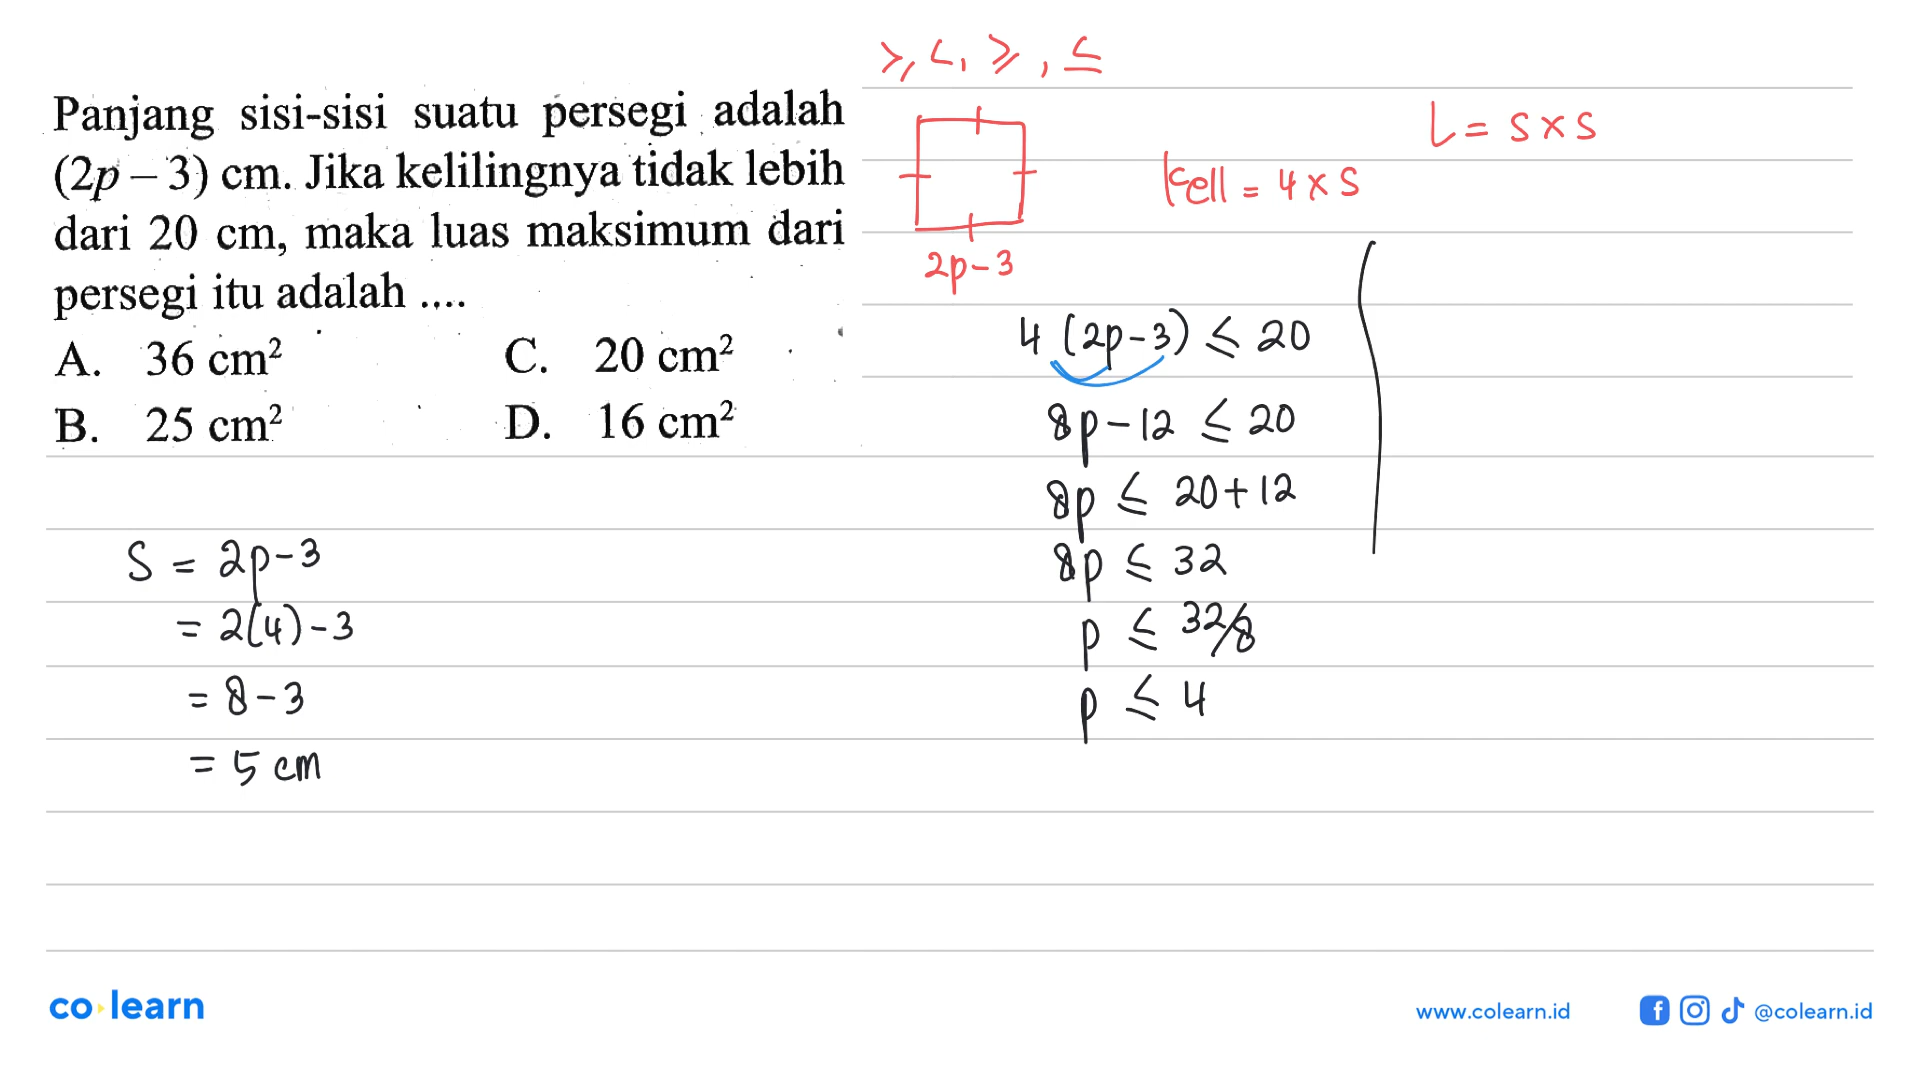 Panjang sisi-sisi suatu persegi adalah
(2p – 3) cm. Jika kelilingnya tidak lebih
dari 20 cm, maka luas maksimum dari
persegi itu adalah ....
A. 36 cm² C. 20 cm²
B. 25 cm² D. 16 cm²
>, <, ≥, ≤
L = s × s
kell = 4 × s
2p – 3
4 (2p – 3) ≤ 20
8p – 12 ≤ 20
8p ≤ 20 + 12
8p ≤ 32
p ≤ 32/8
p ≤ 4
S = 2p – 3
= 2(4) – 3
= 8 – 3
= 5 cm
co learn
www.colearn.id @colearn.id